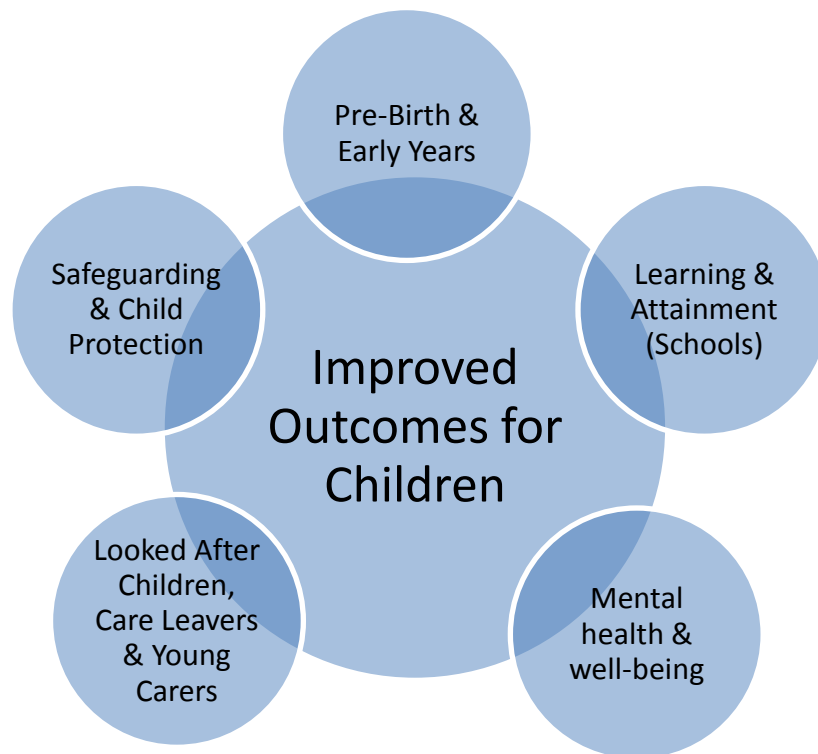 Pre-Birth &
Early Years
Safeguarding
& Child
Protection
Learning &
Attainment
(Schools)
Improved
Outcomes for
Children
Looked After
Children,
Care Leavers
& Young
Carers
Mental
health &
well-being